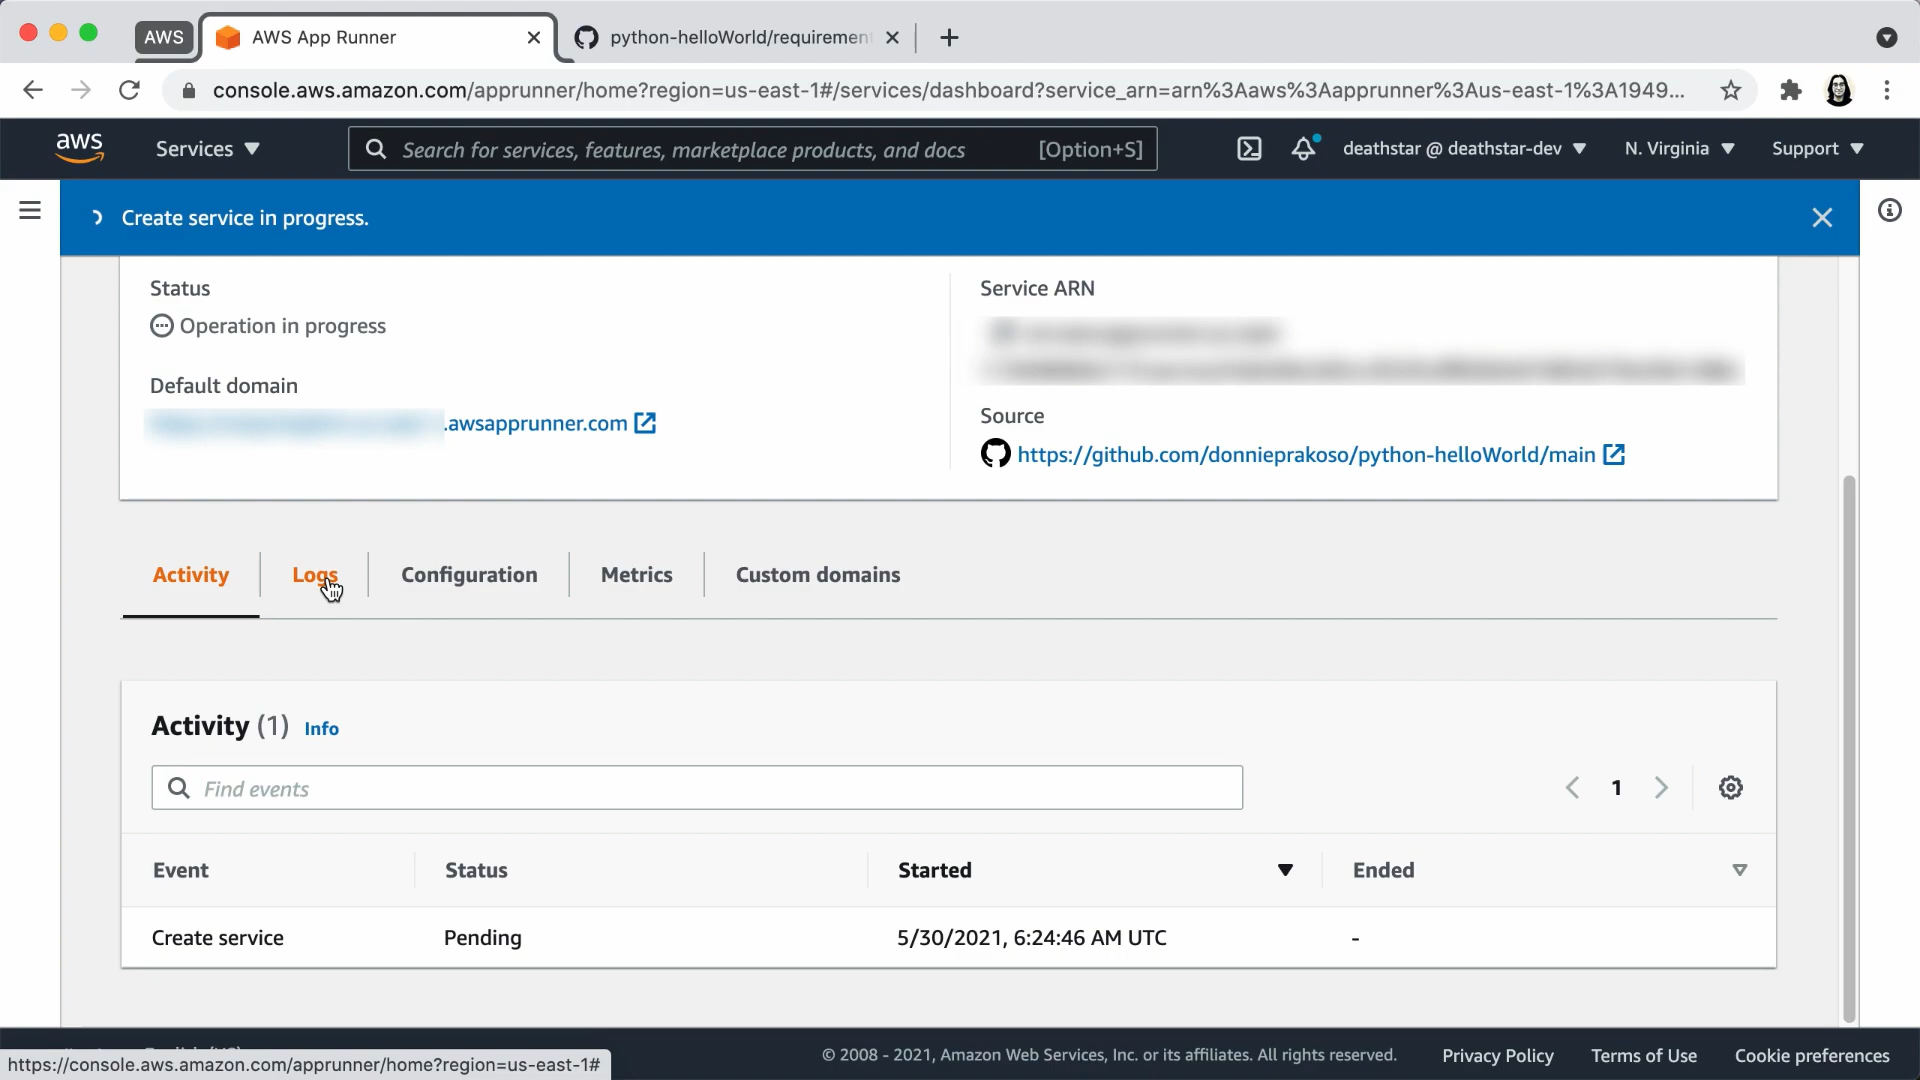 AWS
AWS App Runner
python-helloWorld/requiremen
console.aws.amazon.com/apprunner/home?region=us-east-1#/services/dashboard?service_arn=arn%3Aaws%3Aapprunner%3Aus-east-1%3A1949...
aws
Services
Search for services, features, marketplace products, and docs
[Option+S]
deathstar @ deathstar-dev
N. Virginia
Support
Create service in progress.
Status
Operation in progress
Service ARN
Default domain
.awsapprunner.com
Source
https://github.com/donnieprakoso/python-helloWorld/main
Activity
Logs
Configuration
Metrics
Custom domains
Activity (1) Info
Find events
1
Event
Status
Started
Ended
Create service
Pending
5/30/2021, 6:24:46 AM UTC
-
© 2008 - 2021, Amazon Web Services, Inc. or its affiliates. All rights reserved.
Privacy Policy
Terms of Use
Cookie preferences
https://console.aws.amazon.com/apprunner/home?region=us-east-1#